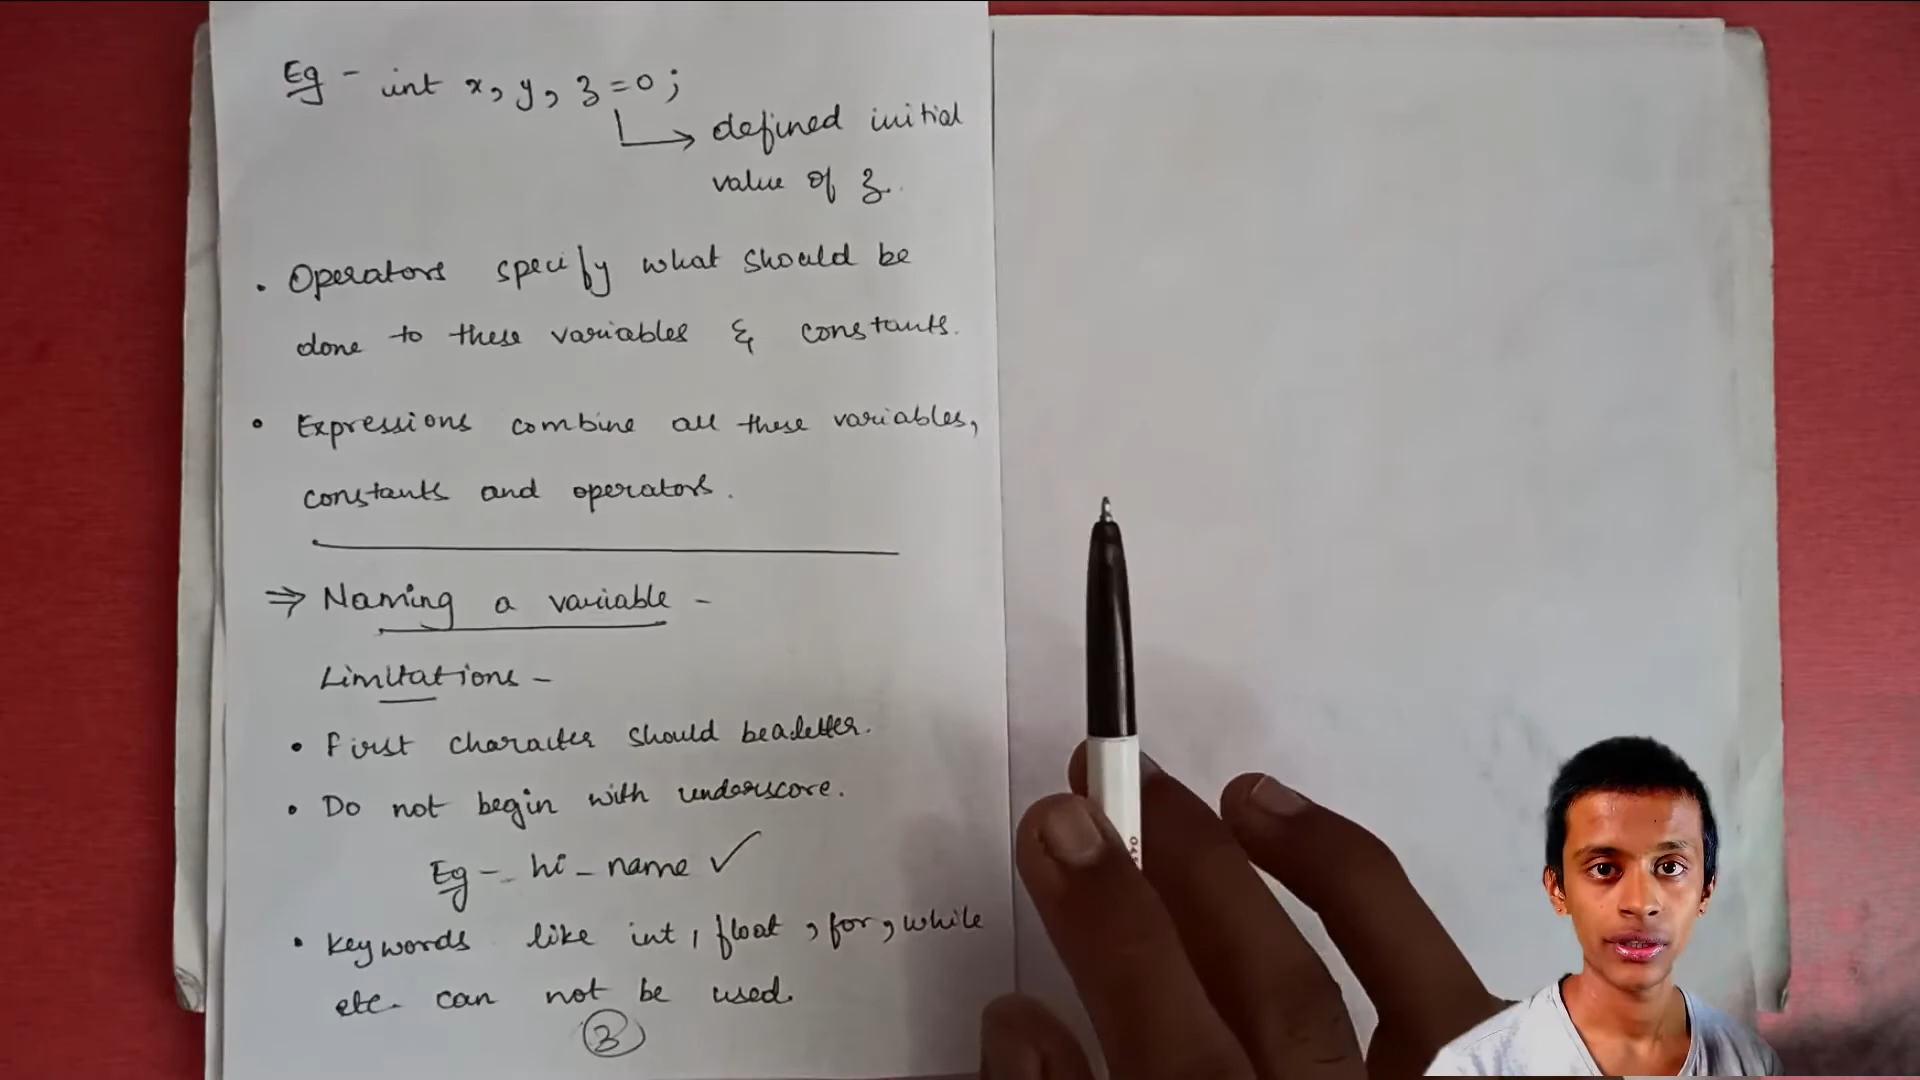 Eg - int x, y, z = 0 ;
defined initial
value of z.
• Operators specify what should be
done to these variables & constants.
• Expressions combine all these variables,
constants and operators.
⇒ Naming a variable -
Limitations -
• First character should be a letter.
• Do not begin with underscore.
Eg - hi _ name ✓
• Keywords like int, float, for, while
etc. can not be used.
3